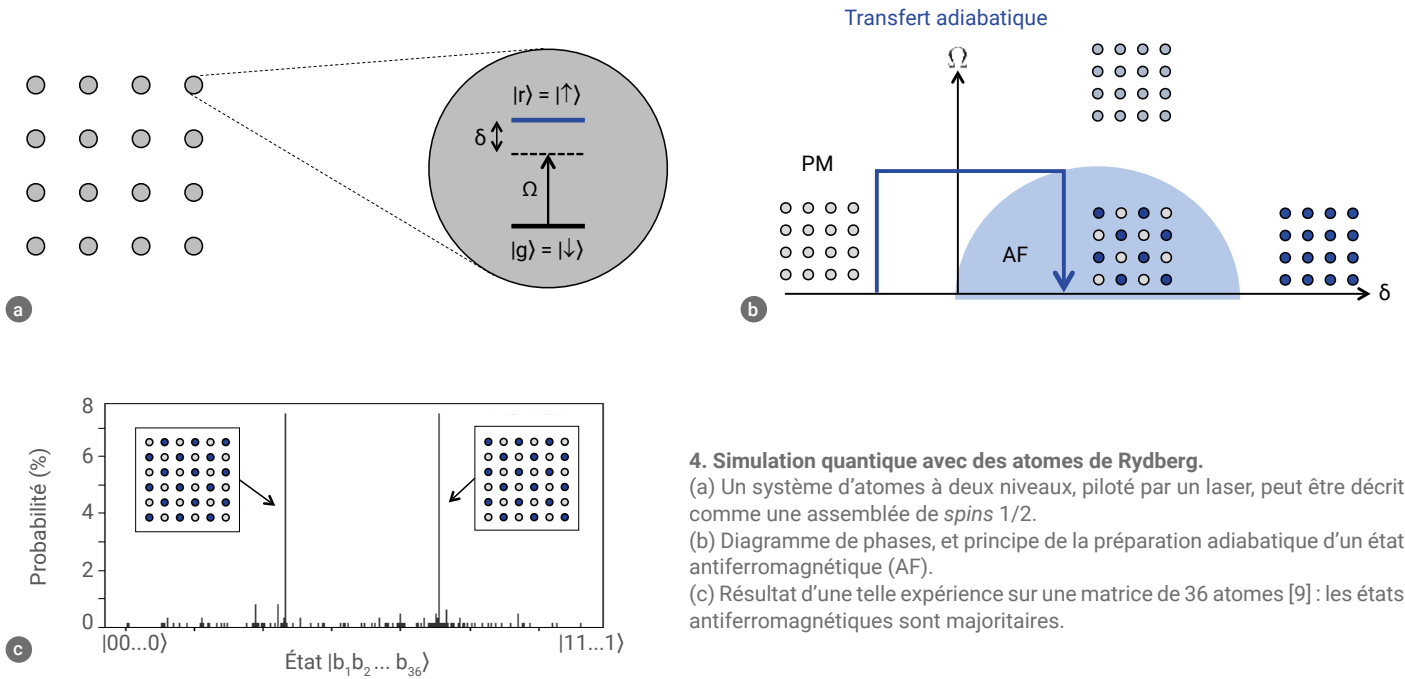 |r⟩ = |↑⟩
δ
Ω
|g⟩ = |↓⟩
a
Transfert adiabatique
Ω
PM
AF
δ
b
Probabilité (%)
8
6
4
2
0
|00...0⟩
|11...1⟩
État |b₁b₂ ... b₃₆⟩
c
4. Simulation quantique avec des atomes de Rydberg.
(a) Un système d’atomes à deux niveaux, piloté par un laser, peut être décrit
comme une assemblée de spins 1/2.
(b) Diagramme de phases, et principe de la préparation adiabatique d’un état
antiferromagnétique (AF).
(c) Résultat d’une telle expérience sur une matrice de 36 atomes [9] : les états
antiferromagnétiques sont majoritaires.